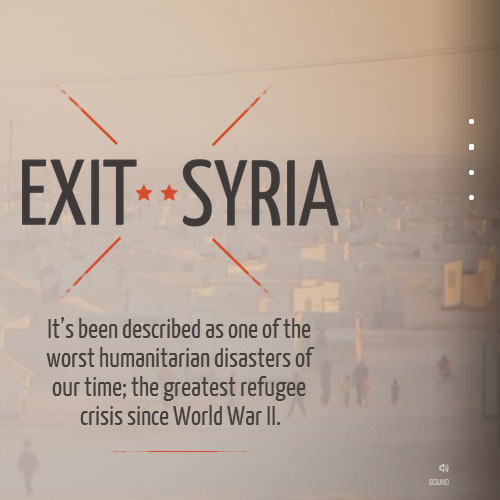 EXIT SYRIA
It's been described as one of the
worst humanitarian disasters of
our time; the greatest refugee
crisis since World War II.
SOUND